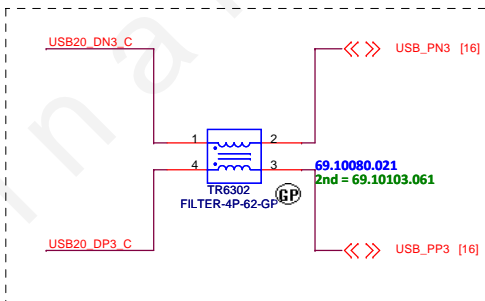 USB20_DN3_C
USB_PN3 [16]
1
2
4
3
69.10080.021
2nd = 69.10103.061
TR6302
FILTER-4P-62-GP
GP
USB20_DP3_C
USB_PP3 [16]